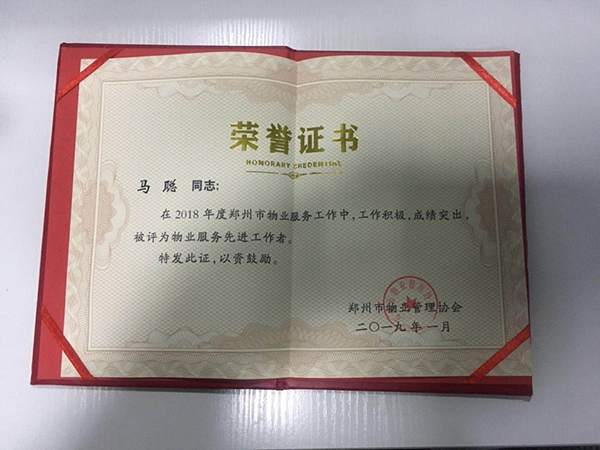 荣誉证书
HONORARY CREDENTIAL
马聪 同志:
在2018年度郑州市物业服务工作中,工作积极,成绩突出,
被评为物业服务先进工作者。
特发此证,以资鼓励。
郑州市物业管理协会
二〇一九年一月